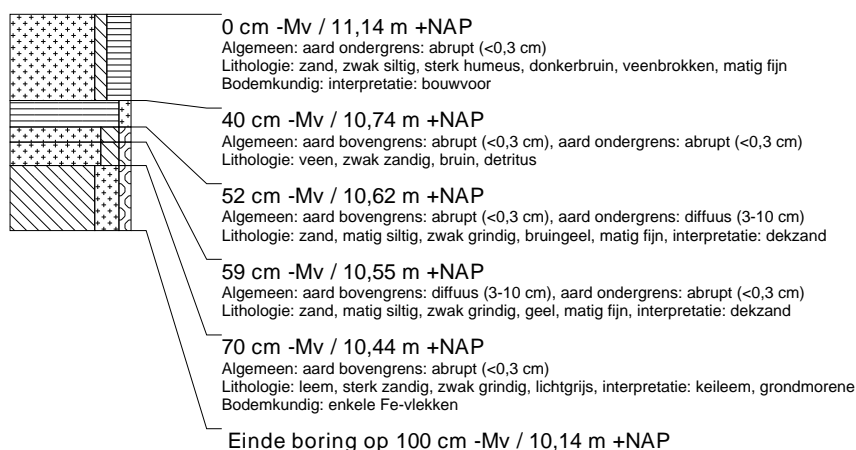 0 cm -Mv / 11,14 m +NAP
Algemeen: aard ondergrens: abrupt (<0,3 cm)
Lithologie: zand, zwak siltig, sterk humeus, donkerbruin, veenbrokken, matig fijn
Bodemkundig: interpretatie: bouwvoor
40 cm -Mv / 10,74 m +NAP
Algemeen: aard bovengrens: abrupt (<0,3 cm), aard ondergrens: abrupt (<0,3 cm)
Lithologie: veen, zwak zandig, bruin, detritus
52 cm -Mv / 10,62 m +NAP
Algemeen: aard bovengrens: abrupt (<0,3 cm), aard ondergrens: diffuus (3-10 cm)
Lithologie: zand, matig siltig, zwak grindig, bruingeel, matig fijn, interpretatie: dekzand
59 cm -Mv / 10,55 m +NAP
Algemeen: aard bovengrens: diffuus (3-10 cm), aard ondergrens: abrupt (<0,3 cm)
Lithologie: zand, matig siltig, zwak grindig, geel, matig fijn, interpretatie: dekzand
70 cm -Mv / 10,44 m +NAP
Algemeen: aard bovengrens: abrupt (<0,3 cm)
Lithologie: leem, sterk zandig, zwak grindig, lichtgrijs, interpretatie: keileem, grondmorene
Bodemkundig: enkele Fe-vlekken
Einde boring op 100 cm -Mv / 10,14 m +NAP